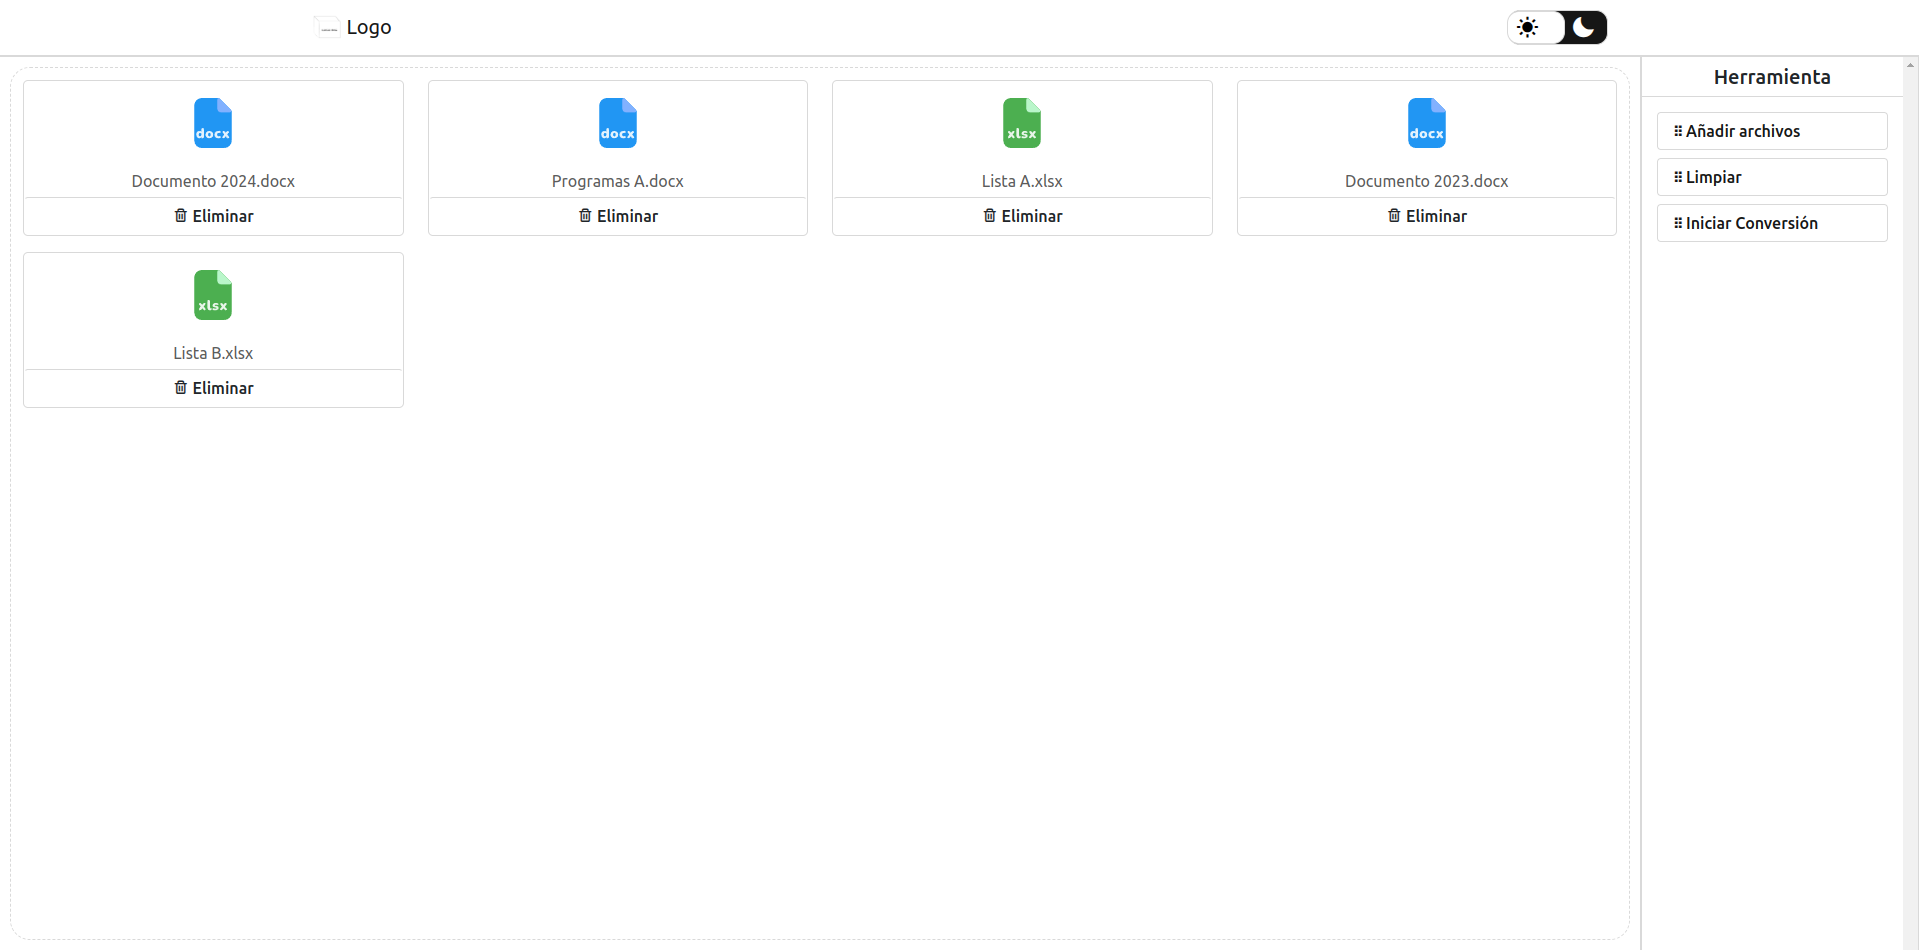 Logo
Herramienta
docx
docx
xlsx
docx
Documento 2024.docx
Programas A.docx
Lista A.xlsx
Documento 2023.docx
Eliminar
Eliminar
Eliminar
Eliminar
xlsx
Lista B.xlsx
Eliminar
Añadir archivos
Limpiar
Iniciar Conversión